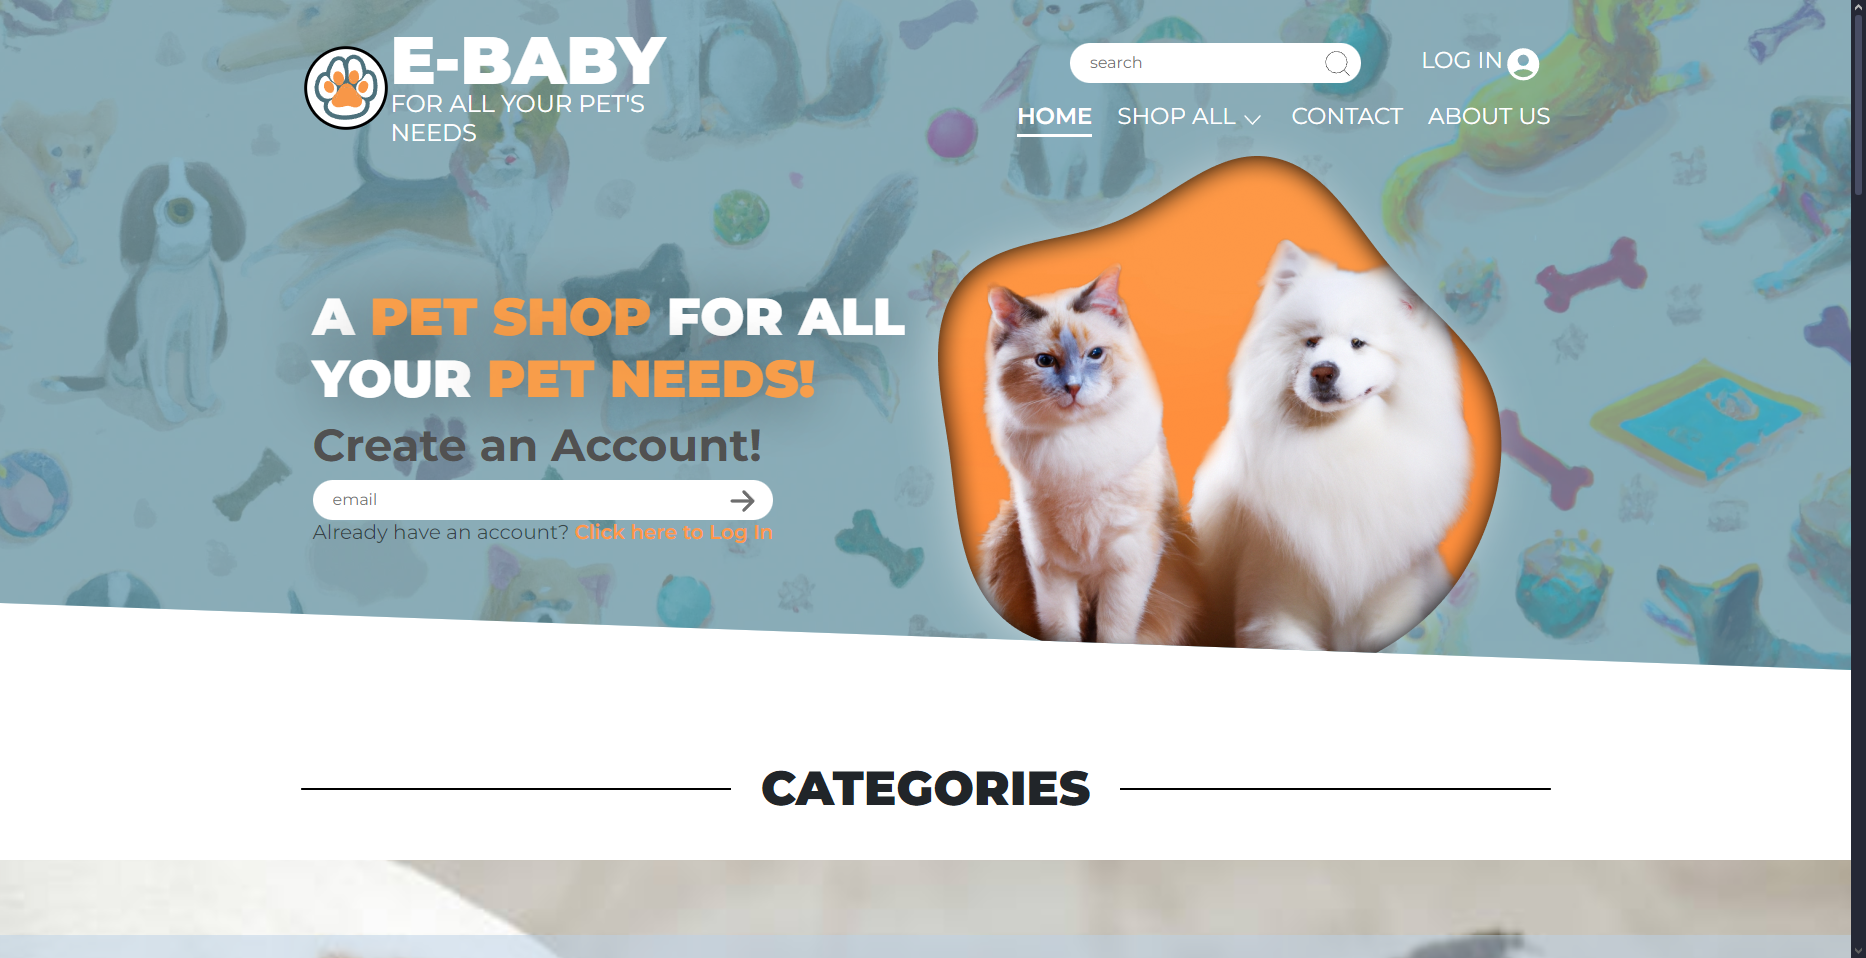 E-BABY
FOR ALL YOUR PET'S
NEEDS
search
LOG IN
HOME SHOP ALL CONTACT ABOUT US
A PET SHOP FOR ALL
YOUR PET NEEDS!
Create an Account!
email
Already have an account? Click here to Log In
CATEGORIES